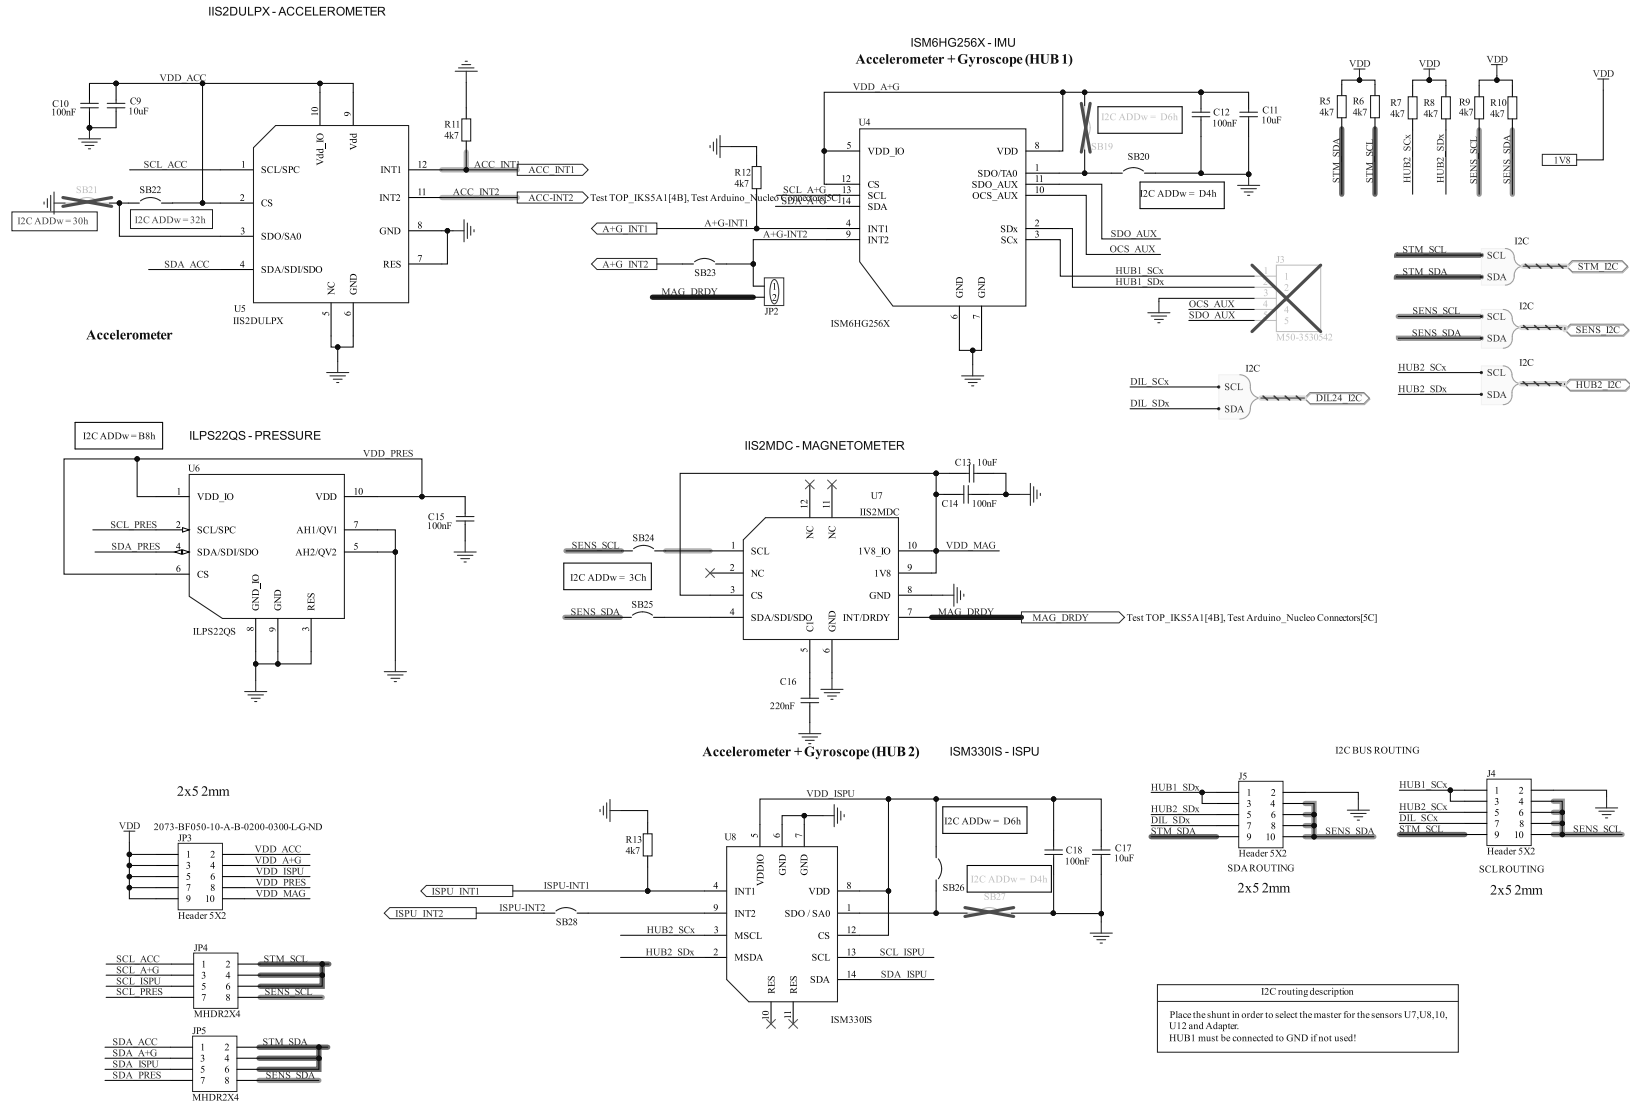 IIS2DULPX - ACCELEROMETER
VDD_ACC
C10
100nF
C9
10uF
10
9
Vdd_IO
Vdd
R11
4k7
SCL_ACC
1
SCL/SPC
INT1
12
ACC_INT1
ACC_INT1
SB21
SB22
2
CS
INT2
11
ACC_INT2
ACC-INT2
Test TOP_IKS5A1[4B], Test Arduino_Nucleo Connectors[5C]
I2C ADDw = 30h
I2C ADDw = 32h
3
SDO/SA0
GND
8
SDA_ACC
4
SDA/SDI/SDO
RES
7
NC
GND
5
6
U5
IIS2DULPX
Accelerometer
ISM6HG256X - IMU
Accelerometer + Gyroscope (HUB 1)
VDD_A+G
U4
R12
4k7
5
VDD_IO
VDD
8
12
CS
SDO/TA0
1
SCL_A+G
13
SCL
SDO_AUX
11
SDA_A+G
14
SDA
OCS_AUX
10
A+G_INT1
A+G-INT1
4
INT1
SDx
2
A+G-INT2
9
INT2
SCx
3
A+G_INT2
SB23
MAG_DRDY
1
2
JP2
GND
GND
6
7
ISM6HG256X
I2C ADDw = D6h
SB19
SB20
C12
100nF
C11
10uF
I2C ADDw = D4h
SDO_AUX
OCS_AUX
HUB1_SCx
HUB1_SDx
OCS_AUX
SDO_AUX
J3
1
2
3
4
5
M50-3530542
VDD
VDD
VDD
VDD
R5
4k7
R6
4k7
R7
4k7
R8
4k7
R9
4k7
R10
4k7
STM_SDA
STM_SCL
HUB2_SCx
HUB2_SDx
SENS_SCL
SENS_SDA
1V8
I2C
STM_SCL
SCL
STM_SDA
SDA
STM_I2C
I2C
SENS_SCL
SCL
SENS_SDA
SDA
SENS_I2C
I2C
HUB2_SCx
SCL
HUB2_SDx
SDA
HUB2_I2C
I2C
DIL_SCx
SCL
DIL_SDx
SDA
DIL24_I2C
I2C ADDw = B8h
ILPS22QS - PRESSURE
VDD_PRES
U6
1
VDD_IO
VDD
10
SCL_PRES
2
SCL/SPC
AH1/QV1
7
SDA_PRES
4
SDA/SDI/SDO
AH2/QV2
5
6
CS
GND_IO
GND
RES
8
9
3
ILPS22QS
C15
100nF
IIS2MDC - MAGNETOMETER
C13
10uF
C14
100nF
U7
IIS2MDC
12
11
NC
NC
SENS_SCL
SB24
1
SCL
1V8_IO
10
VDD_MAG
I2C ADDw = 3Ch
2
NC
1V8
9
3
CS
GND
8
SENS_SDA
SB25
4
SDA/SDI/SDO
INT/DRDY
7
MAG_DRDY
MAG_DRDY
Test TOP_IKS5A1[4B], Test Arduino_Nucleo Connectors[5C]
C1
GND
5
6
C16
220nF
Accelerometer + Gyroscope (HUB 2)
ISM330IS - ISPU
VDD_ISPU
R13
4k7
U8
5
6
7
VDDIO
GND
GND
ISPU_INT1
ISPU-INT1
4
INT1
VDD
8
ISPU_INT2
ISPU-INT2
SB28
9
INT2
SDO / SA0
1
HUB2_SCx
3
MSCL
CS
12
HUB2_SDx
2
MSDA
SCL
13
SCL_ISPU
SDA
14
SDA_ISPU
RES
RES
10
11
ISM330IS
I2C ADDw = D6h
SB26
I2C ADDw = D4h
SB27
C18
100nF
C17
10uF
I2C BUS ROUTING
J5
HUB1_SDx
1 2
3 4
HUB2_SDx
5 6
DIL_SDx
7 8
STM_SDA
9 10
SENS_SDA
Header 5X2
SDA ROUTING
2x5 2mm
J4
HUB1_SCx
1 2
3 4
HUB2_SCx
5 6
DIL_SCx
7 8
STM_SCL
9 10
SENS_SCL
Header 5X2
SCL ROUTING
2x5 2mm
2x5 2mm
VDD
2073-BF050-10-A-B-0200-0300-L-G-ND
JP3
1 2 VDD_ACC
3 4 VDD_A+G
5 6 VDD_ISPU
7 8 VDD_PRES
9 10 VDD_MAG
Header 5X2
JP4
SCL_ACC 1 2 STM_SCL
SCL_A+G 3 4
SCL_ISPU 5 6
SCL_PRES 7 8 SENS_SCL
MHDR2X4
JP5
SDA_ACC 1 2 STM_SDA
SDA_A+G 3 4
SDA_ISPU 5 6
SDA_PRES 7 8 SENS_SDA
MHDR2X4
I2C routing description
Place the shunt in order to select the master for the sensors U7,U8,10,
U12 and Adapter.
HUB1 must be connected to GND if not used!